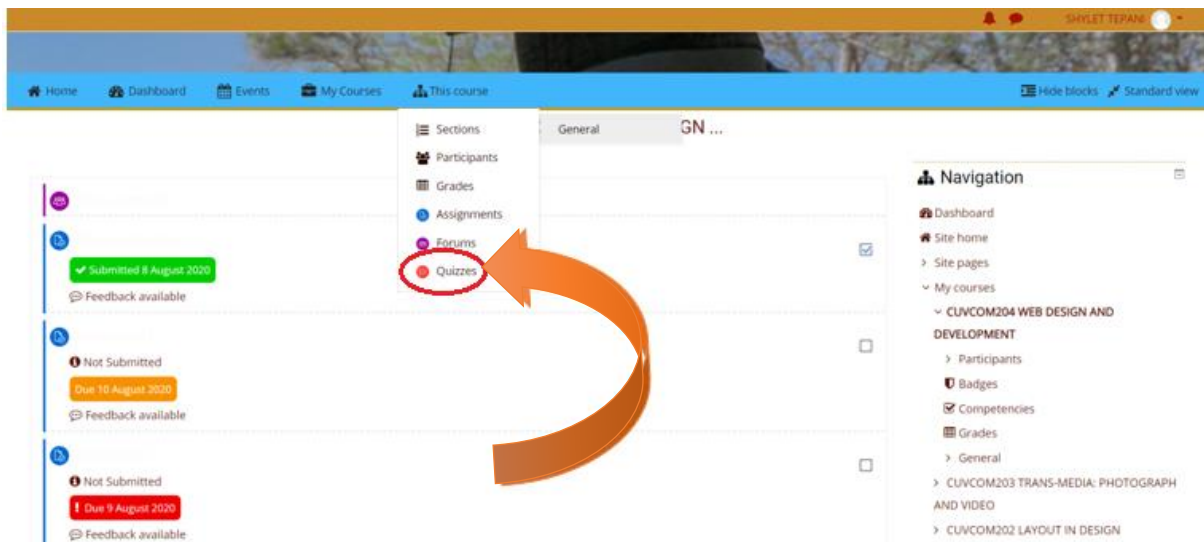 SHYLET TEPANI
Home Dashboard Events My Courses This course Hide blocks Standard view
Sections General GN ...
Participants
Grades
Assignments
Forums
Quizzes
Submitted 8 August 2020
Feedback available
Not Submitted
Due 10 August 2020
Feedback available
Not Submitted
Due 9 August 2020
Feedback available
Navigation
Dashboard
Site home
Site pages
My courses
CUVCOM204 WEB DESIGN AND
DEVELOPMENT
Participants
Badges
Competencies
Grades
General
CUVCOM203 TRANS-MEDIA: PHOTOGRAPH
AND VIDEO
CUVCOM202 LAYOUT IN DESIGN